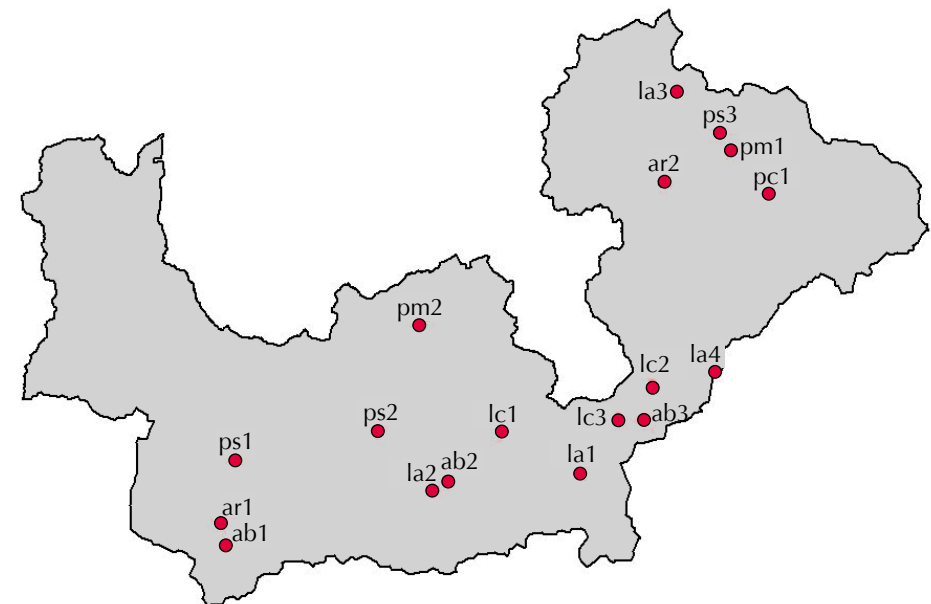 la3
ps3
pm1
ar2
pc1
pm2
la4
lc2
ps2
lc1
lc3
ab3
ps1
la1
ab2
la2
ar1
ab1